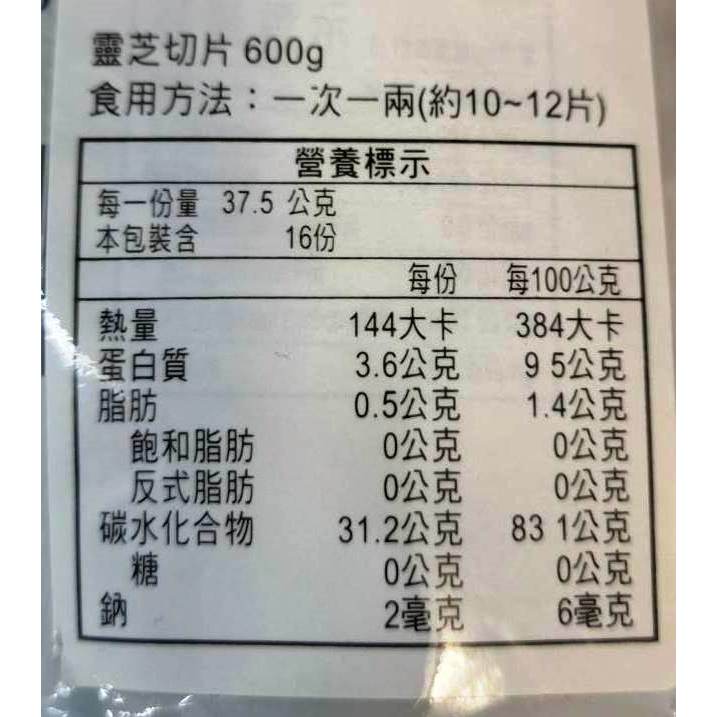 靈芝切片 600g
食用方法：一次一兩(約10~12片)
營養標示
每一份量 37.5 公克
本包裝含 16份
每份 每100公克
熱量 144大卡 384大卡
蛋白質 3.6公克 9 5公克
脂肪 0.5公克 1.4公克
飽和脂肪 0公克 0公克
反式脂肪 0公克 0公克
碳水化合物 31.2公克 83 1公克
糖 0公克 0公克
鈉 2毫克 6毫克